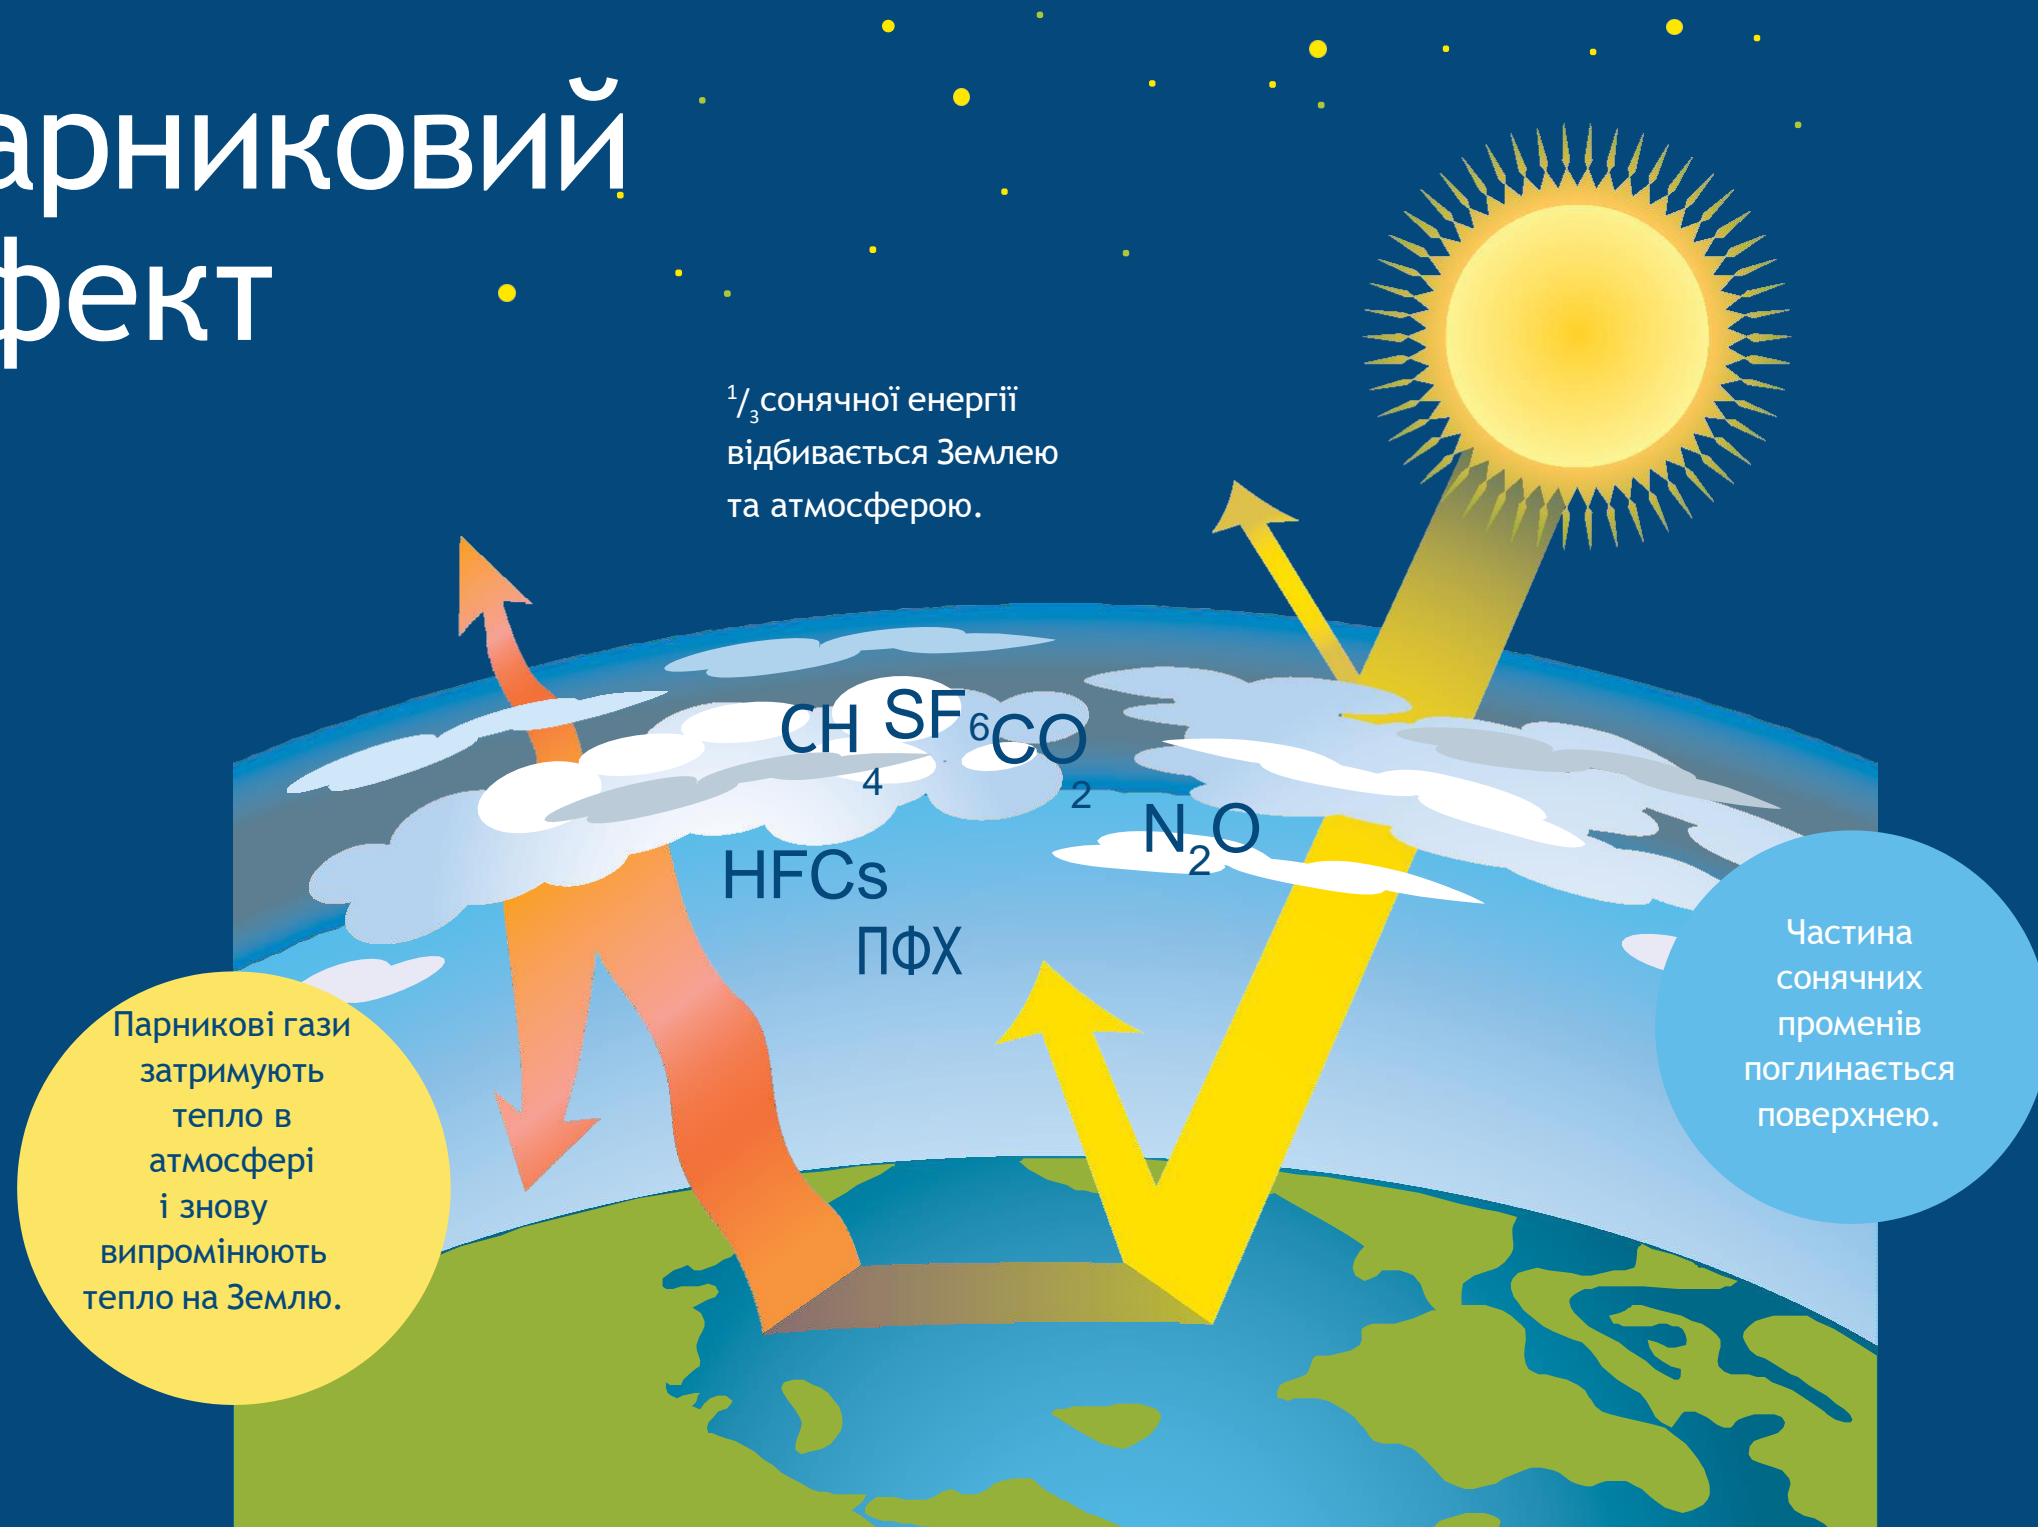 арниковий
фект
1/3 сонячної енергії
відбивається Землею
та атмосферою.
CH4 SF6 CO2
N2O
HFCs
ПФХ
Частина
сонячних
променів
поглинається
поверхнею.
Парникові гази
затримують
тепло в
атмосфері
і знову
випромінюють
тепло на Землю.